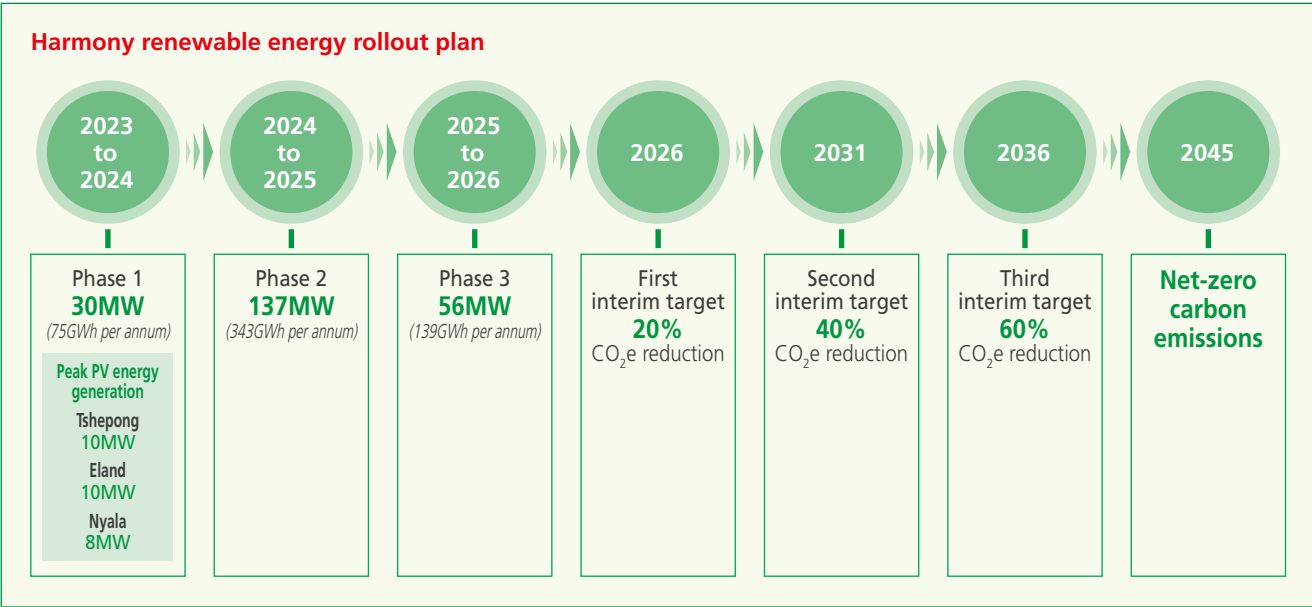 Harmony renewable energy rollout plan
2023
to
2024
2024
to
2025
2025
to
2026
2026
2031
2036
2045
Phase 1
30MW
(75GWh per annum)
Peak PV energy
generation
Tshepong
10MW
Eland
10MW
Nyala
8MW
Phase 2
137MW
(343GWh per annum)
Phase 3
56MW
(139GWh per annum)
First
interim target
20%
CO₂e reduction
Second
interim target
40%
CO₂e reduction
Third
interim target
60%
CO₂e reduction
Net-zero
carbon
emissions